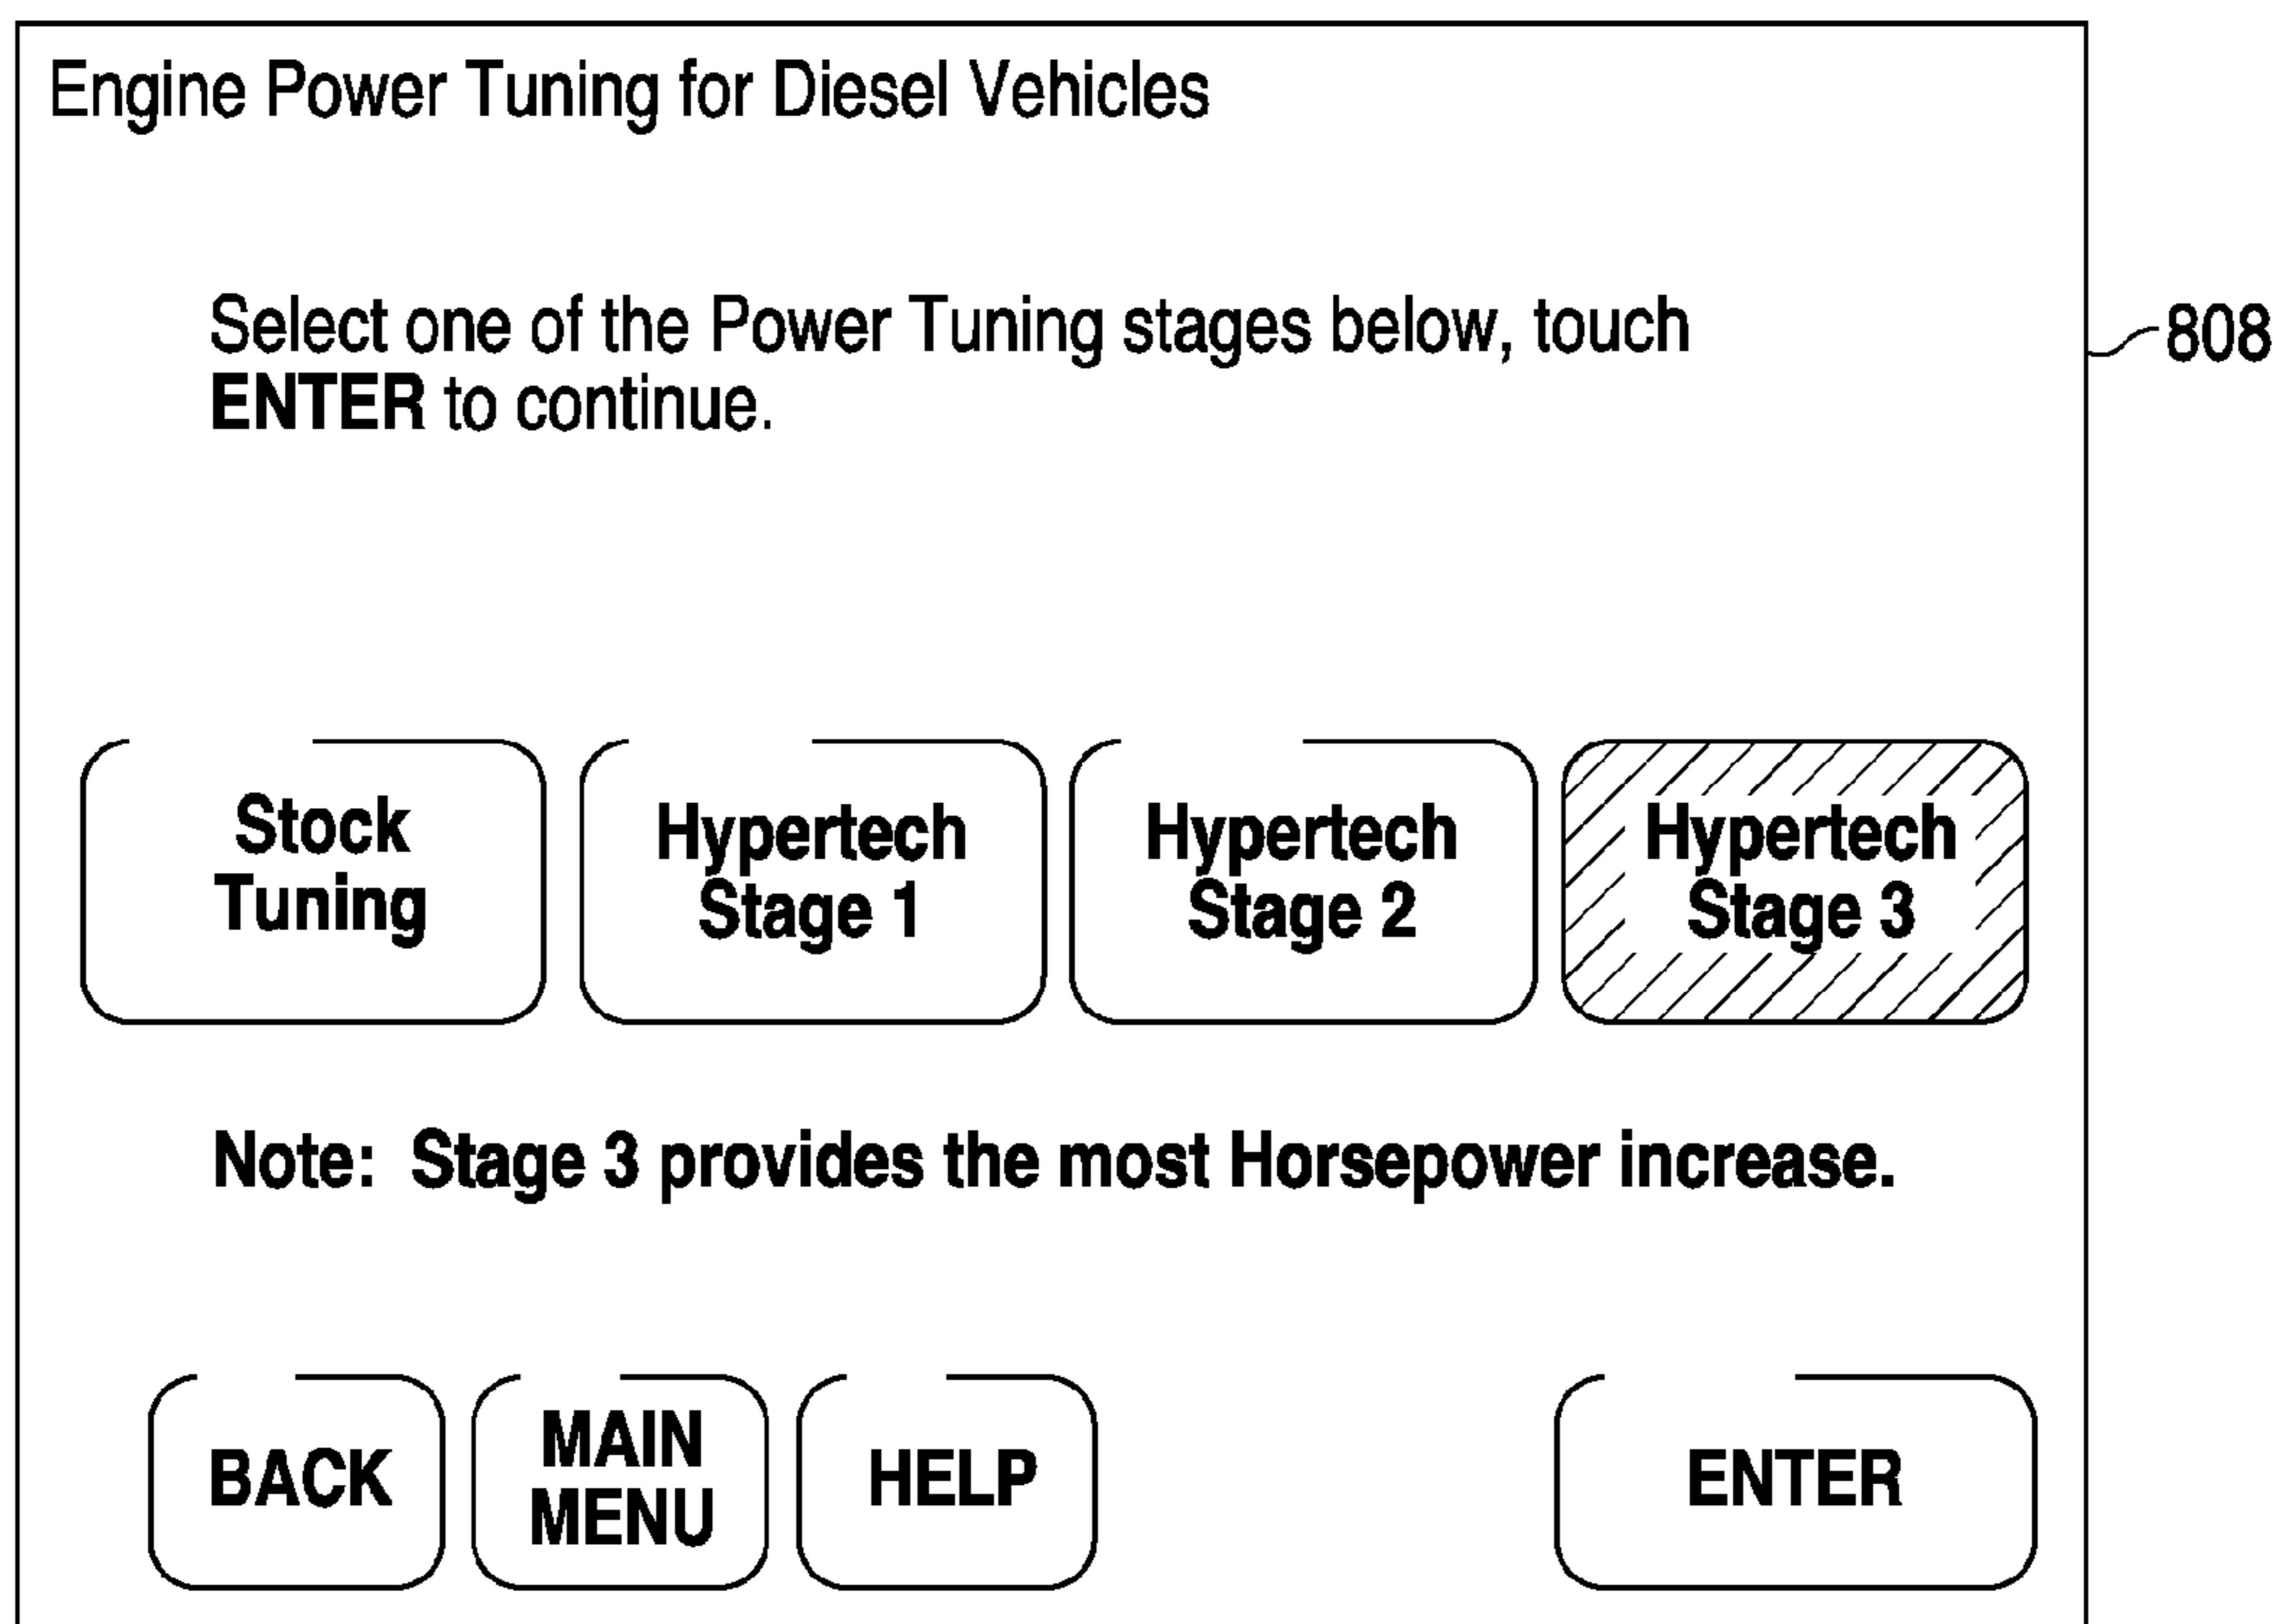 Engine Power Tuning for Diesel Vehicles
Select one of the Power Tuning stages below, touch
ENTER to continue.
808
Stock
Tuning
Hypertech
Stage 1
Hypertech
Stage 2
Hypertech
Stage 3
Note: Stage 3 provides the most Horsepower increase.
BACK
MAIN
MENU
HELP
ENTER